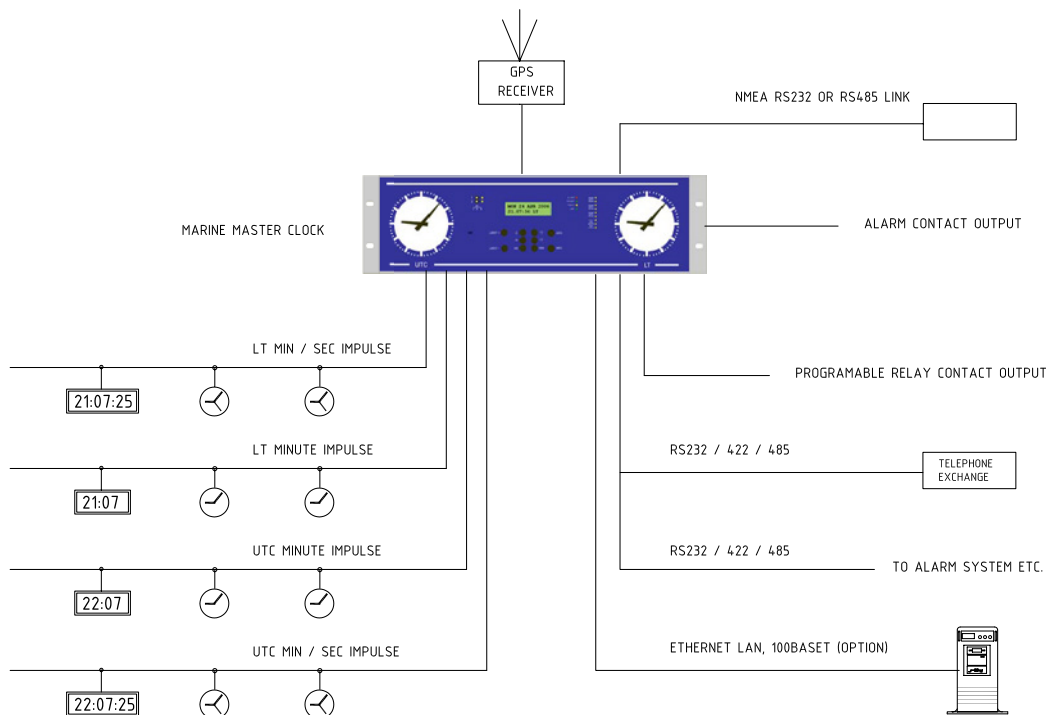 GPS
RECEIVER
NMEA RS232 OR RS485 LINK
MARINE MASTER CLOCK
UTC
LT
ALARM CONTACT OUTPUT
LT MIN / SEC IMPULSE
21:07:25
PROGRAMABLE RELAY CONTACT OUTPUT
LT MINUTE IMPULSE
21:07
RS232 / 422 / 485
TELEPHONE
EXCHANGE
UTC MINUTE IMPULSE
22:07
RS232 / 422 / 485
TO ALARM SYSTEM ETC.
UTC MIN / SEC IMPULSE
22:07:25
ETHERNET LAN, 100BASET (OPTION)